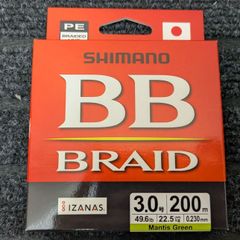 PE
BRAIDED
SHIMANO
BB
BRAID
IZANAS
3.0号 200m
49.6lb 22.5kg 0.230mm
Mantis Green